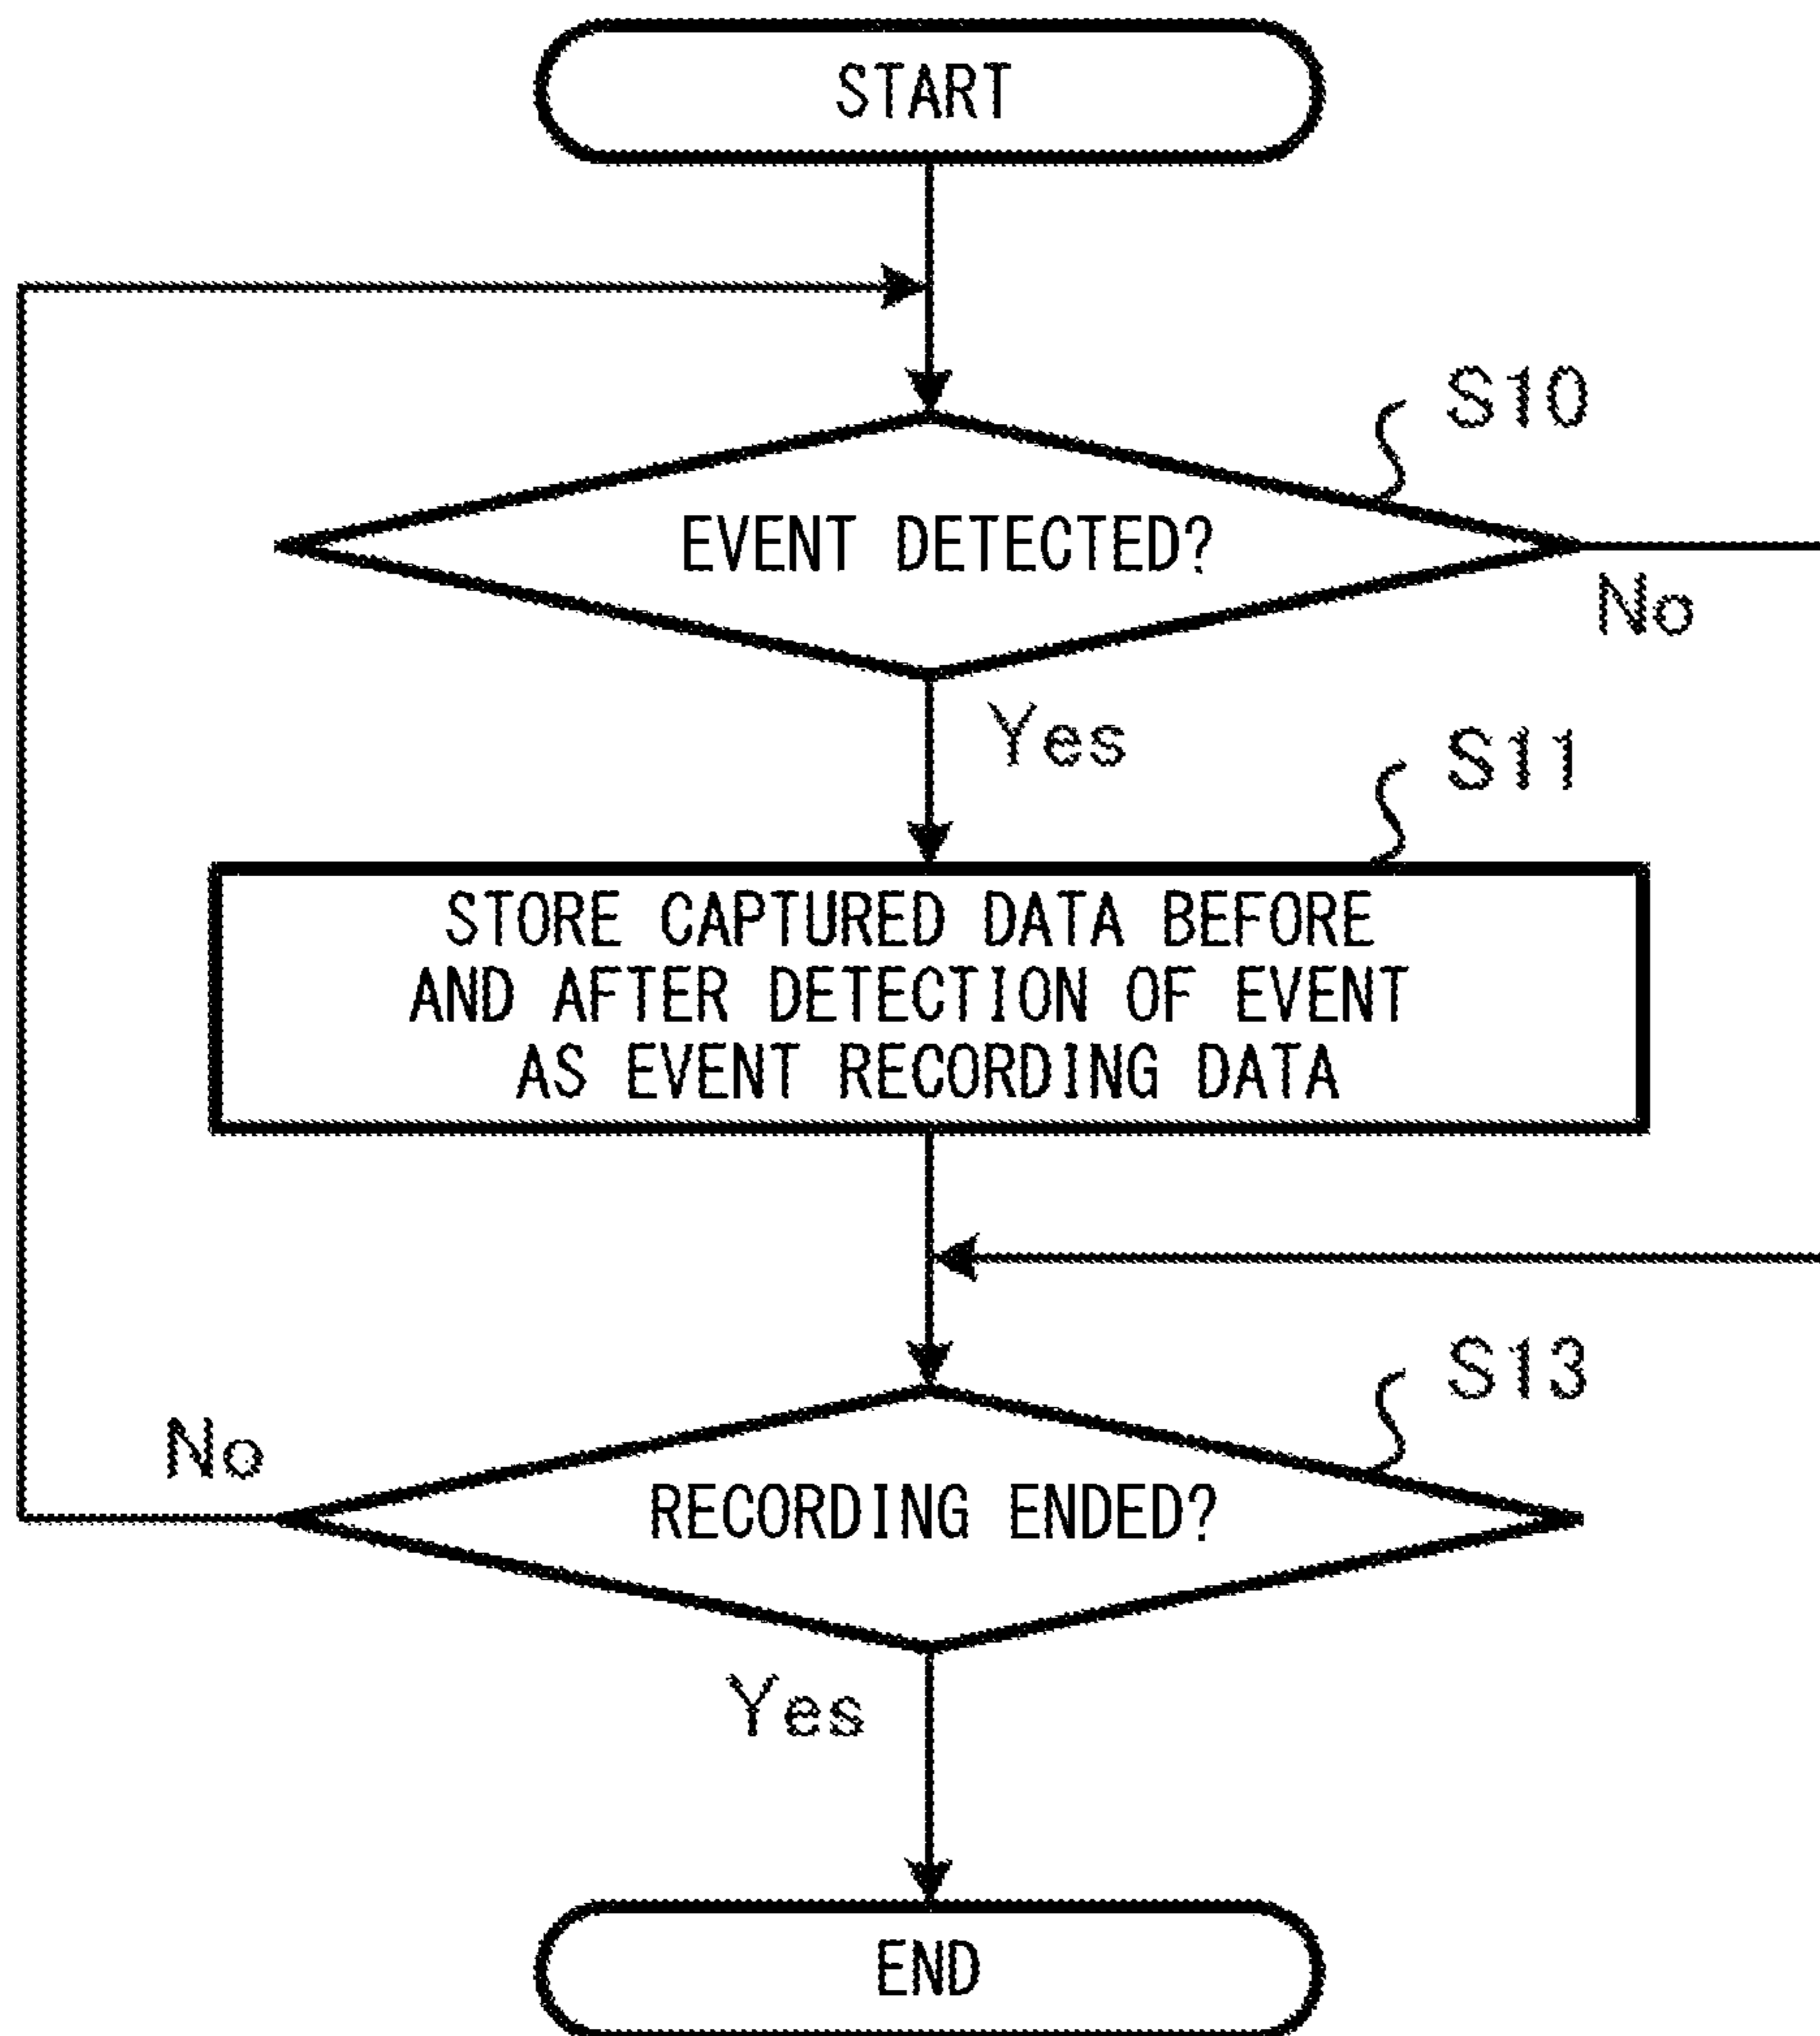 START
S10
EVENT DETECTED?
No
Yes
S11
STORE CAPTURED DATA BEFORE
AND AFTER DETECTION OF EVENT
AS EVENT RECORDING DATA
S13
No
RECORDING ENDED?
Yes
END